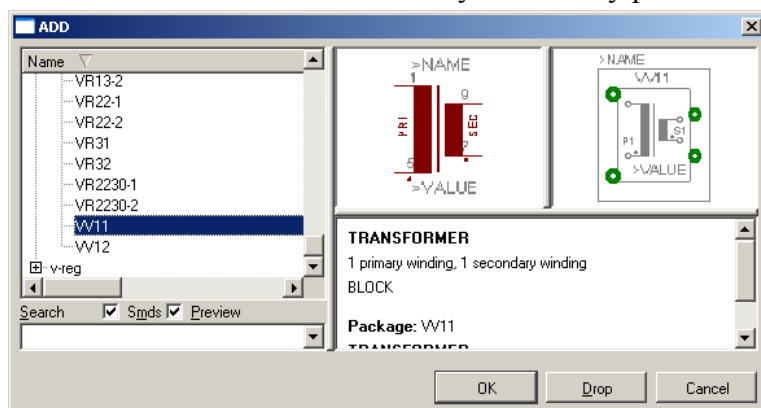 ADD
Name
VR13-2
VR22-1
VR22-2
VR31
VR32
VR2230-1
VR2230-2
VV11
VV12
v-reg
Search Smds Preview
>NAME
1
9
PRI
SEC
5
7
>VALUE
>NAME
VV11
P1
S1
>VALUE
TRANSFORMER
1 primary winding, 1 secondary winding
BLOCK
Package: VV11
TRANSFORMER
OK Drop Cancel